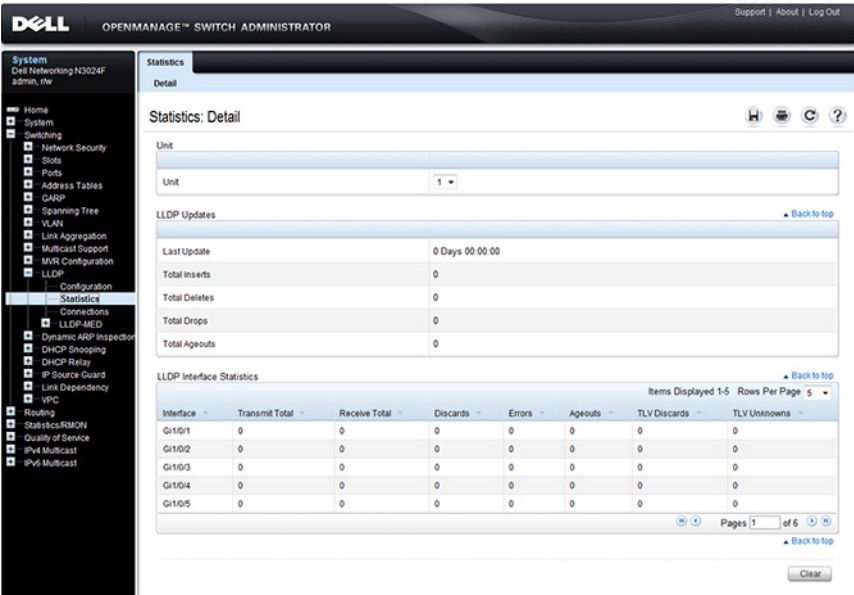 Support | About | Log Out
DELL OPENMANAGE™ SWITCH ADMINISTRATOR
System
Dell Networking N3024F
admin, r/w
Home
System
Switching
Network Security
Slots
Ports
Address Tables
GARP
Spanning Tree
VLAN
Link Aggregation
Multicast Support
MVR Configuration
LLDP
Configuration
Statistics
Connections
LLDP-MED
Dynamic ARP Inspection
DHCP Snooping
DHCP Relay
IP Source Guard
Link Dependency
VPC
Routing
Statistics/RMON
Quality of Service
IPv4 Multicast
IPv6 Multicast
Statistics
Detail
Statistics: Detail
Unit
Unit 1
LLDP Updates Back to top
Last Update 0 Days 00:00:00
Total Inserts 0
Total Deletes 0
Total Drops 0
Total Ageouts 0
LLDP Interface Statistics Back to top
Items Displayed 1-5 Rows Per Page 5
Interface Transmit Total Receive Total Discards Errors Ageouts TLV Discards TLV Unknowns
Gi1/0/1 0 0 0 0 0 0 0
Gi1/0/2 0 0 0 0 0 0 0
Gi1/0/3 0 0 0 0 0 0 0
Gi1/0/4 0 0 0 0 0 0 0
Gi1/0/5 0 0 0 0 0 0 0
Pages 1 of 6
Back to top
Clear